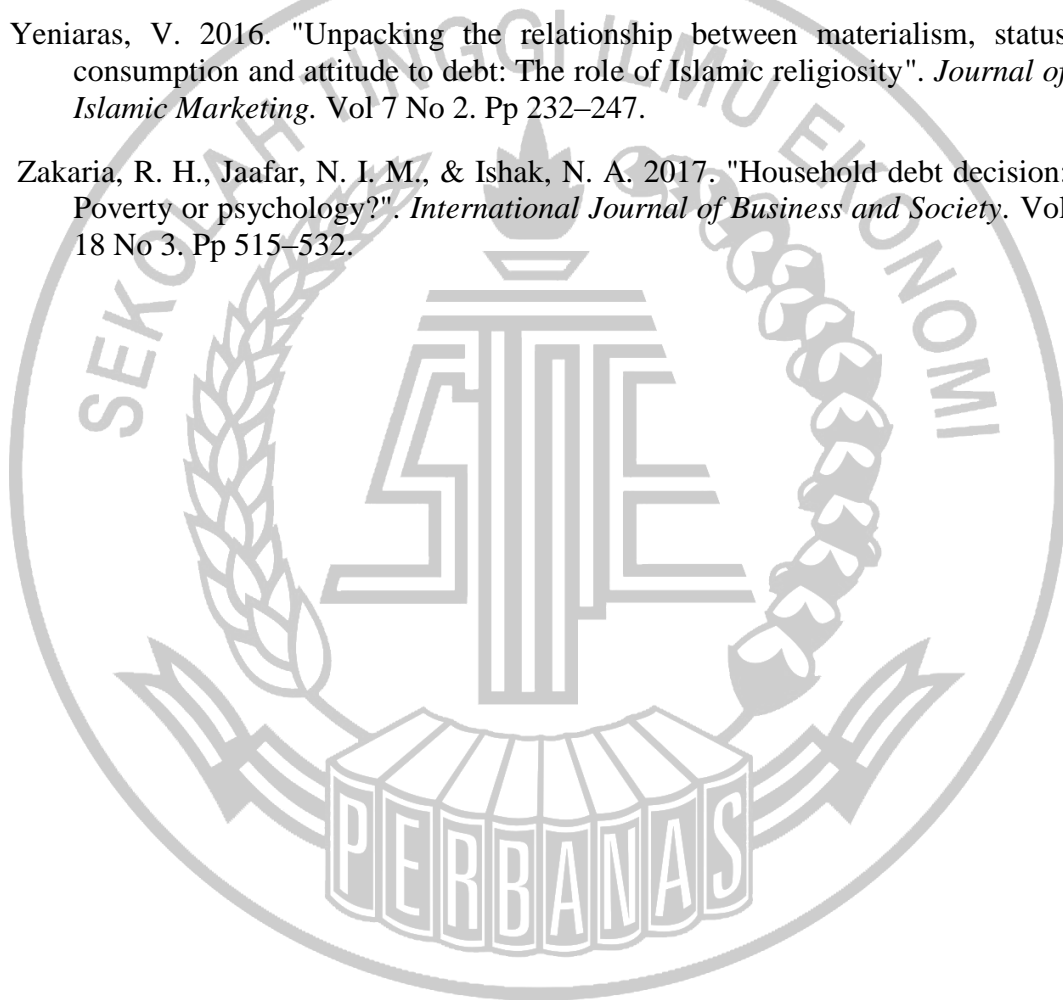 Yeniaras, V. 2016. "Unpacking the relationship between materialism, status
consumption and attitude to debt: The role of Islamic religiosity". Journal of
Islamic Marketing. Vol 7 No 2. Pp 232–247.
Zakaria, R. H., Jaafar, N. I. M., & Ishak, N. A. 2017. "Household debt decision:
Poverty or psychology?". International Journal of Business and Society. Vol
18 No 3. Pp 515–532.
SEKOLAH TINGGI ILMU EKONOMI
STIE
PERBANAS